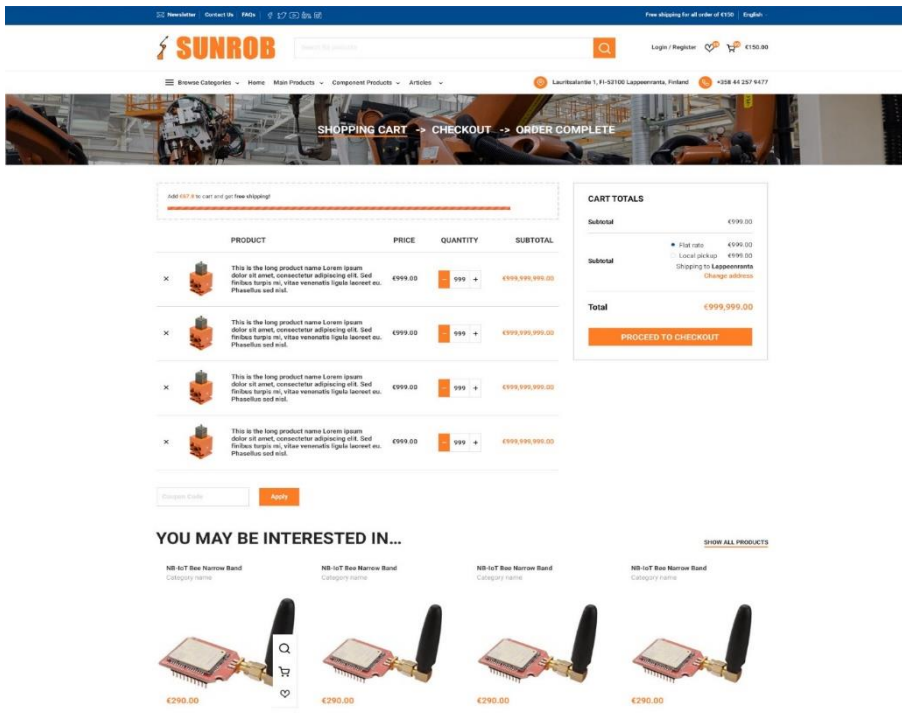 Newsletter
Contact Us
FAQs
Free shipping for all order of €150
English
SUNROB
Search for products
Login / Register
€150.00
Browse Categories
Home
Main Products
Component Products
Articles
Lauritsalantie 1, FI-53100 Lappeenranta, Finland
+358 44 257 9477
SHOPPING CART -> CHECKOUT -> ORDER COMPLETE
to cart and get free shipping!
PRODUCT PRICE QUANTITY SUBTOTAL
This is the long product name Lorem ipsum
dolor sit amet, consectetur adipiscing elit. Sed
finibus turpis mi, vitae venenatis ligula laoreet eu.
Phasellus sed nisl.
€999.00
- 999 +
€999,999,999.00
This is the long product name Lorem ipsum
dolor sit amet, consectetur adipiscing elit. Sed
finibus turpis mi, vitae venenatis ligula laoreet eu.
Phasellus sed nisl.
€999.00
- 999 +
€999,999,999.00
This is the long product name Lorem ipsum
dolor sit amet, consectetur adipiscing elit. Sed
finibus turpis mi, vitae venenatis ligula laoreet eu.
Phasellus sed nisl.
€999.00
- 999 +
€999,999,999.00
This is the long product name Lorem ipsum
dolor sit amet, consectetur adipiscing elit. Sed
finibus turpis mi, vitae venenatis ligula laoreet eu.
Phasellus sed nisl.
€999.00
- 999 +
€999,999,999.00
Coupon Code
Apply
CART TOTALS
Subtotal €999.00
Subtotal
Flat rate €999.00
Local pickup €999.00
Shipping to Lappeenranta
Change address
Total €999,999.00
PROCEED TO CHECKOUT
YOU MAY BE INTERESTED IN...
SHOW ALL PRODUCTS
NB-IoT Bee Narrow Band
Category name
€290.00
NB-IoT Bee Narrow Band
Category name
€290.00
NB-IoT Bee Narrow Band
Category name
€290.00
NB-IoT Bee Narrow Band
Category name
€290.00